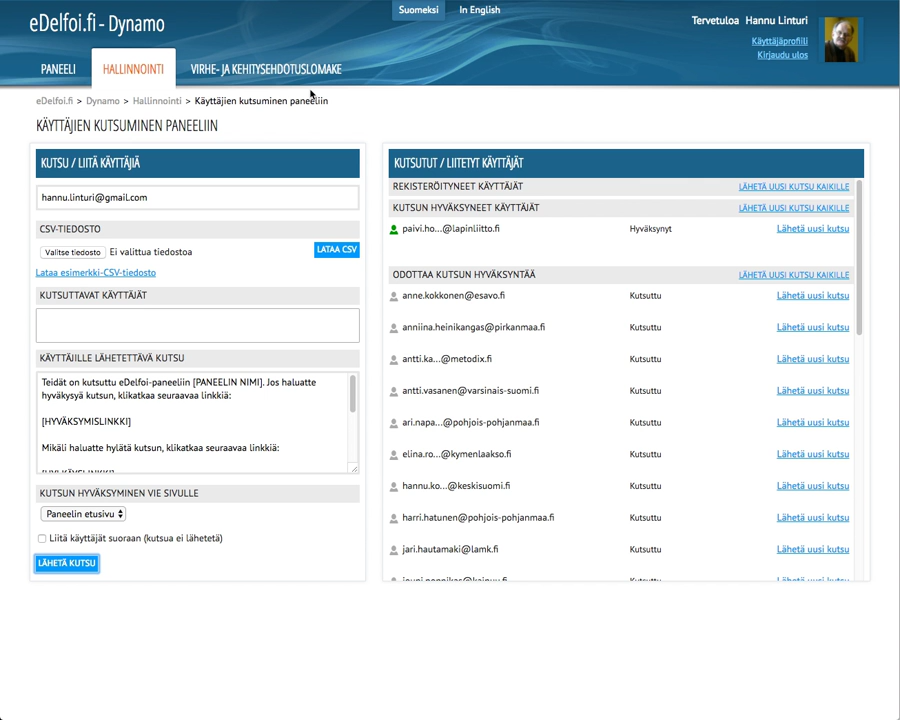 Suomeksi In English
eDelfoi.fi - Dynamo
Tervetuloa Hannu Linturi
Käyttäjäprofiili
Kirjaudu ulos
PANEELI HALLINNOINTI VIRHE- JA KEHITYSEHDOTUSLOMAKE
eDelfoi.fi > Dynamo > Hallinnointi > Käyttäjien kutsuminen paneeliin
KÄYTTÄJIEN KUTSUMINEN PANEELIIN
KUTSU / LIITÄ KÄYTTÄJIÄ
hannu.linturi@gmail.com
CSV-TIEDOSTO
Valitse tiedosto Ei valittua tiedostoa LATAA CSV
Lataa esimerkki-CSV-tiedosto
KUTSUTTAVAT KÄYTTÄJÄT
KÄYTTÄJILLE LÄHETETTÄVÄ KUTSU
Teidät on kutsuttu eDelfoi-paneeliin [PANEELIN NIMI]. Jos haluatte
hyväkysyä kutsun, klikatkaa seuraavaa linkkiä:
[HYVÄKSYMISLINKKI]
Mikäli haluatte hylätä kutsun, klikatkaa seuraavaa linkkiä:
KUTSUN HYVÄKSYMINEN VIE SIVULLE
Paneelin etusivu
Liitä käyttäjät suoraan (kutsua ei lähetetä)
LÄHETÄ KUTSU
KUTSUTUT / LIITETYT KÄYTTÄJÄT
REKISTERÖITYNEET KÄYTTÄJÄT LÄHETÄ UUSI KUTSU KAIKILLE
KUTSUN HYVÄKSYNEET KÄYTTÄJÄT LÄHETÄ UUSI KUTSU KAIKILLE
paivi.ho...@lapinliitto.fi Hyväksynyt Lähetä uusi kutsu
ODOTTAA KUTSUN HYVÄKSYNTÄÄ LÄHETÄ UUSI KUTSU KAIKILLE
anne.kokkonen@esavo.fi Kutsuttu Lähetä uusi kutsu
anniina.heinikangas@pirkanmaa.fi Kutsuttu Lähetä uusi kutsu
antti.ka...@metodix.fi Kutsuttu Lähetä uusi kutsu
antti.vasanen@varsinais-suomi.fi Kutsuttu Lähetä uusi kutsu
ari.napa...@pohjois-pohjanmaa.fi Kutsuttu Lähetä uusi kutsu
elina.ro...@kymenlaakso.fi Kutsuttu Lähetä uusi kutsu
hannu.ko...@keskisuomi.fi Kutsuttu Lähetä uusi kutsu
harri.hatunen@pohjois-pohjanmaa.fi Kutsuttu Lähetä uusi kutsu
jari.hautamaki@lamk.fi Kutsuttu Lähetä uusi kutsu
Kutsuttu Lähetä uusi kutsu